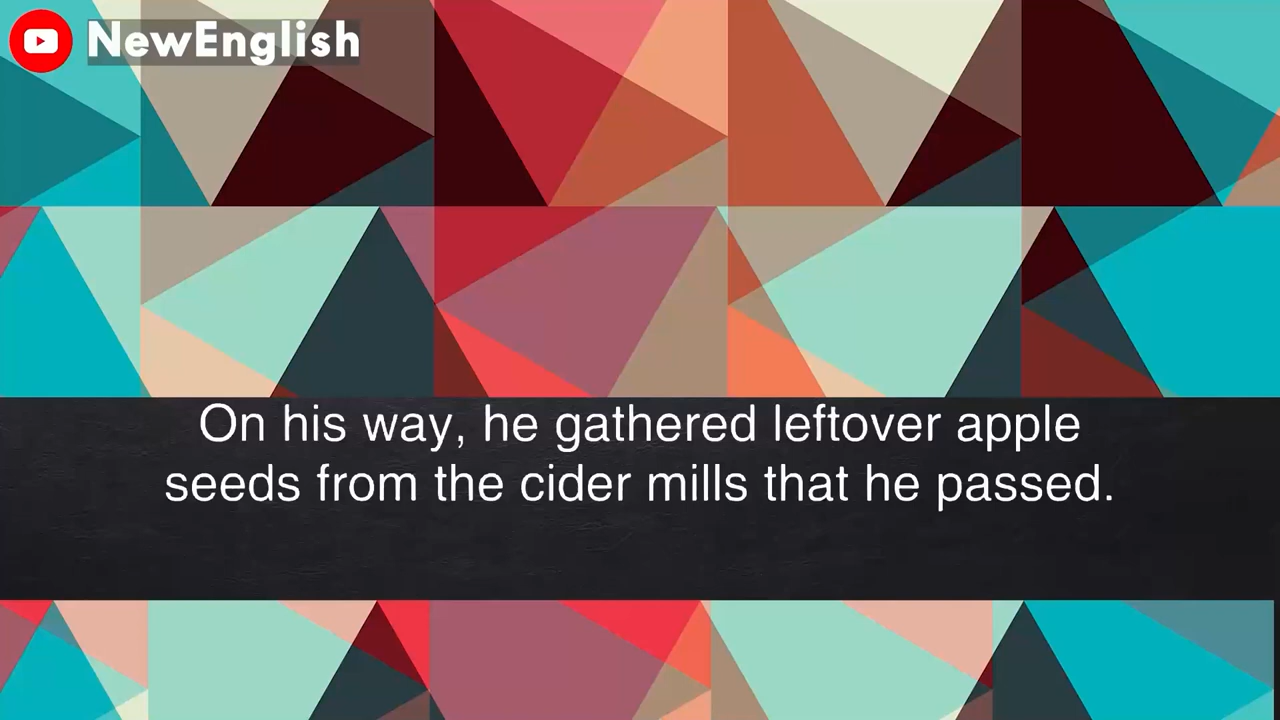 NewEnglish
On his way, he gathered leftover apple
seeds from the cider mills that he passed.